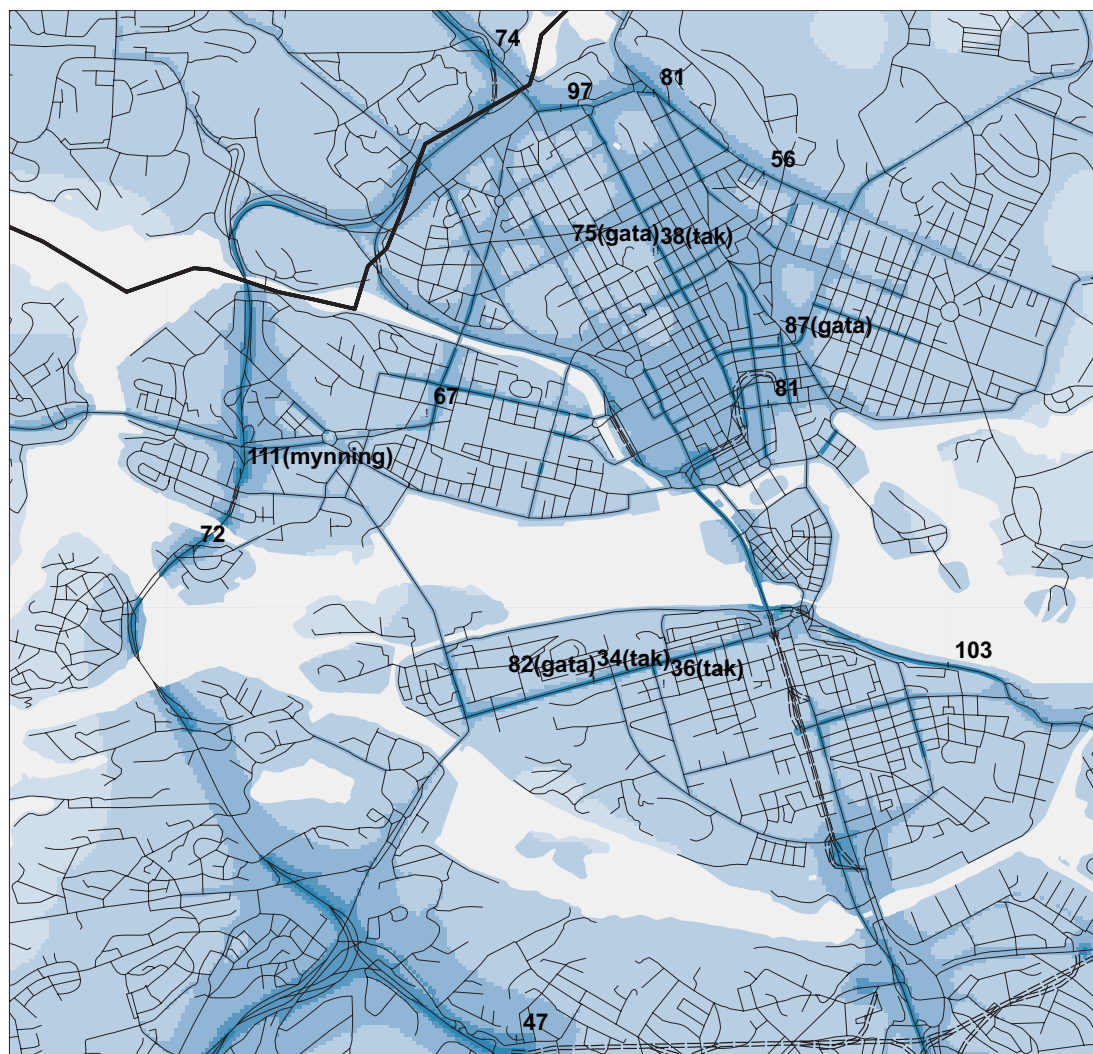 74
81
97
56
75(gata) 38(tak)
87(gata)
81
67
111(mynning)
72
103
82(gata) 34(tak) 36(tak)
47